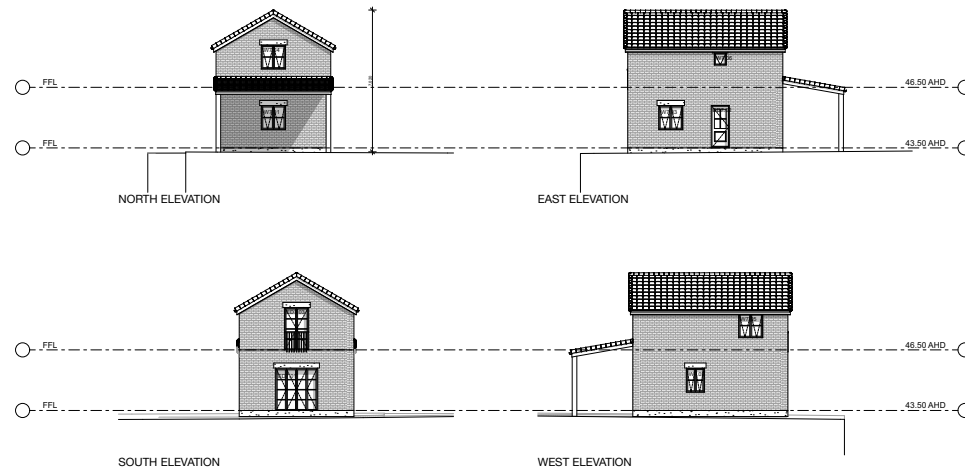 FFL
46.50 AHD
FFL
43.50 AHD
NORTH ELEVATION
EAST ELEVATION
FFL
46.50 AHD
FFL
43.50 AHD
SOUTH ELEVATION
WEST ELEVATION